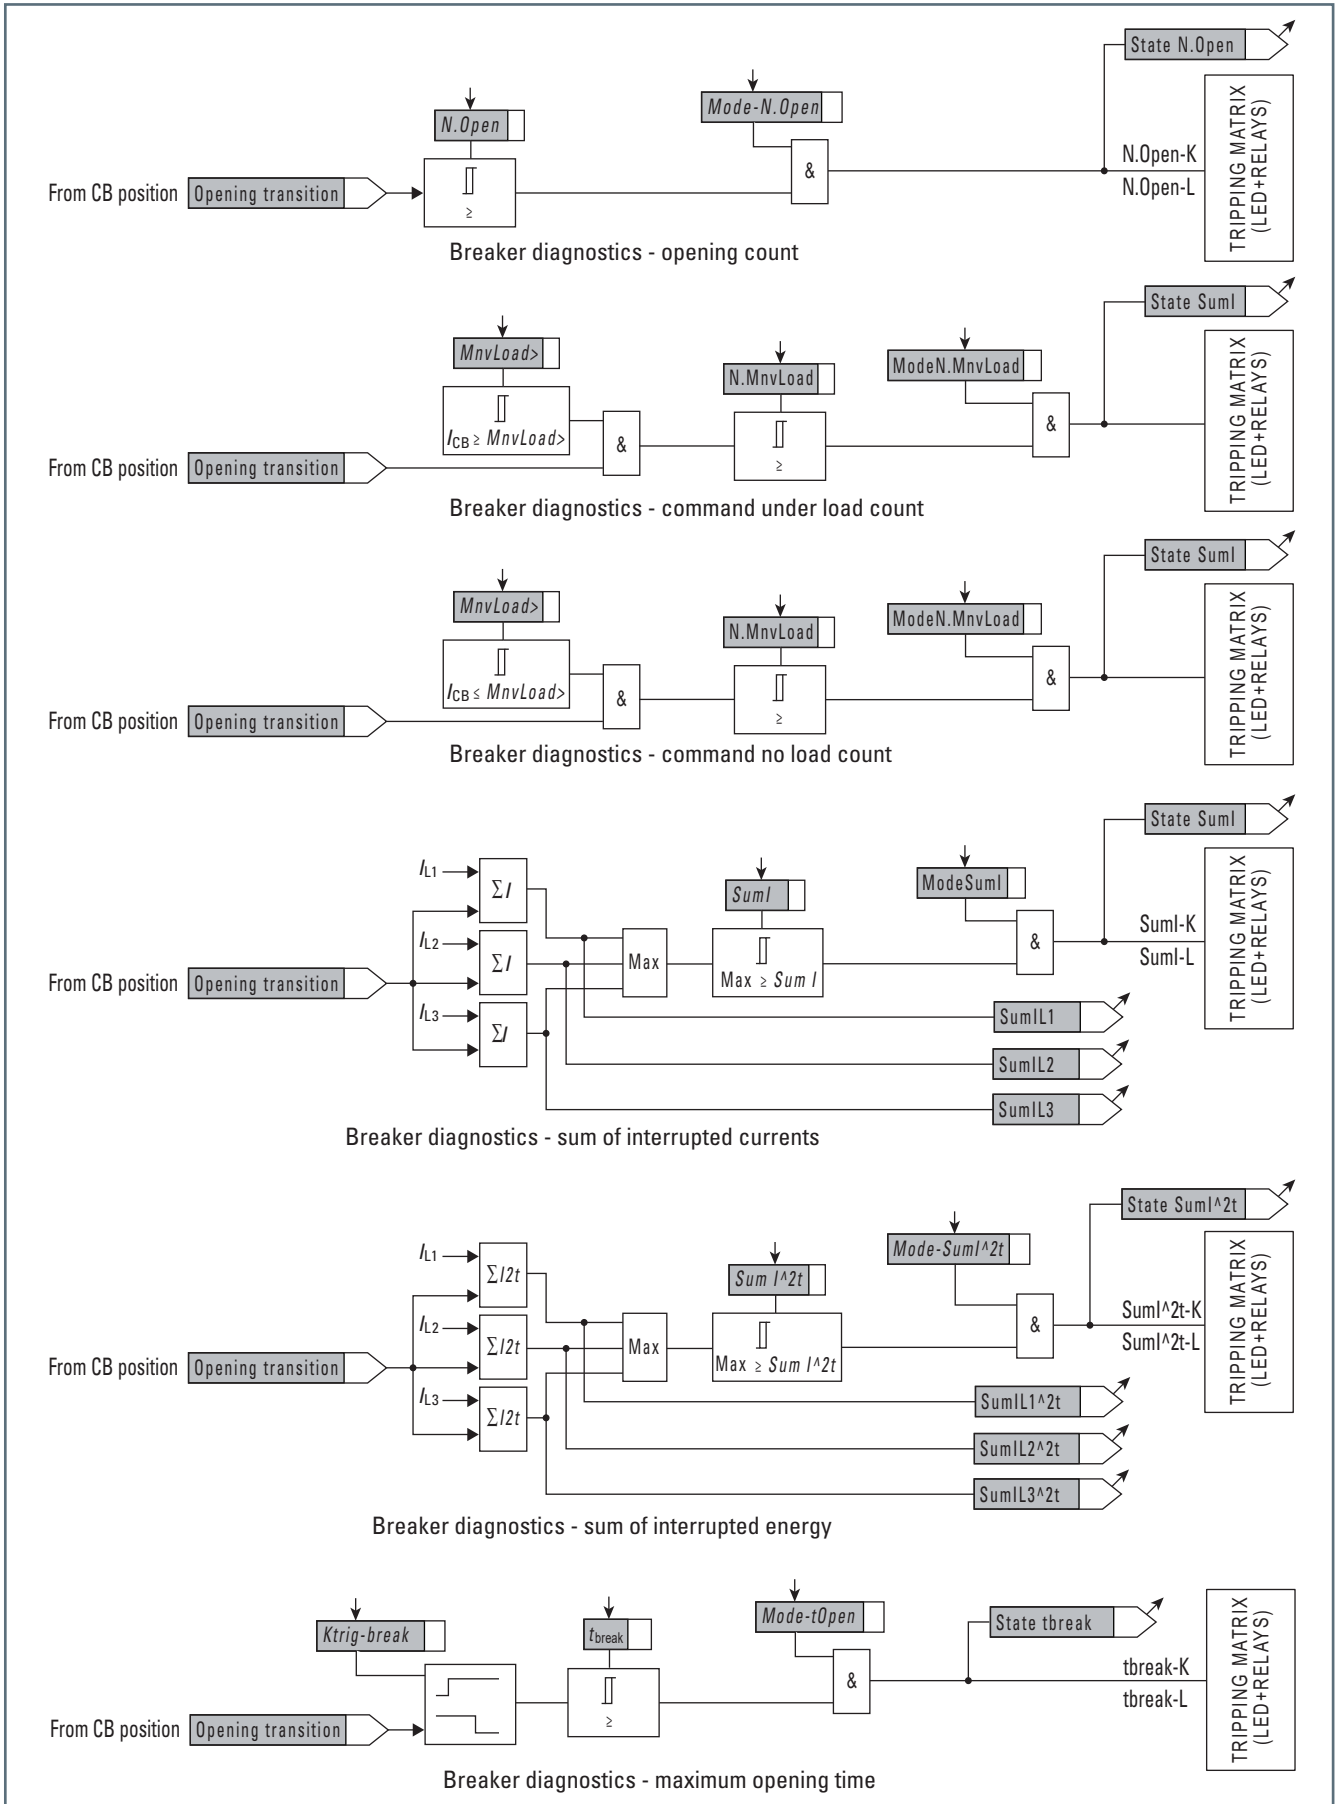 State N.Open
Mode-N.Open
N.Open
&
N.Open-K
N.Open-L
From CB position Opening transition
≥
TRIPPING MATRIX
(LED+RELAYS)
Breaker diagnostics - opening count
State SumI
MnvLoad>
N.MnvLoad
ModeN.MnvLoad
ICB ≥ MnvLoad>
&
≥
&
From CB position Opening transition
TRIPPING MATRIX
(LED+RELAYS)
Breaker diagnostics - command under load count
State SumI
MnvLoad>
N.MnvLoad
ModeN.MnvLoad
ICB ≤ MnvLoad>
&
≥
&
From CB position Opening transition
TRIPPING MATRIX
(LED+RELAYS)
Breaker diagnostics - command no load count
State SumI
IL1
ΣI
SumI
ModeSumI
IL2
ΣI
Max
Max ≥ Sum I
&
SumI-K
SumI-L
From CB position Opening transition
IL3
ΣI
TRIPPING MATRIX
(LED+RELAYS)
SumIL1
SumIL2
SumIL3
Breaker diagnostics - sum of interrupted currents
State SumI^2t
IL1
ΣI2t
Sum I^2t
Mode-SumI^2t
IL2
ΣI2t
Max
Max ≥ Sum I^2t
&
SumI^2t-K
SumI^2t-L
From CB position Opening transition
IL3
ΣI2t
TRIPPING MATRIX
(LED+RELAYS)
SumIL1^2t
SumIL2^2t
SumIL3^2t
Breaker diagnostics - sum of interrupted energy
Ktrig-break
tbreak
Mode-tOpen
State tbreak
&
tbreak-K
tbreak-L
≥
From CB position Opening transition
TRIPPING MATRIX
(LED+RELAYS)
Breaker diagnostics - maximum opening time